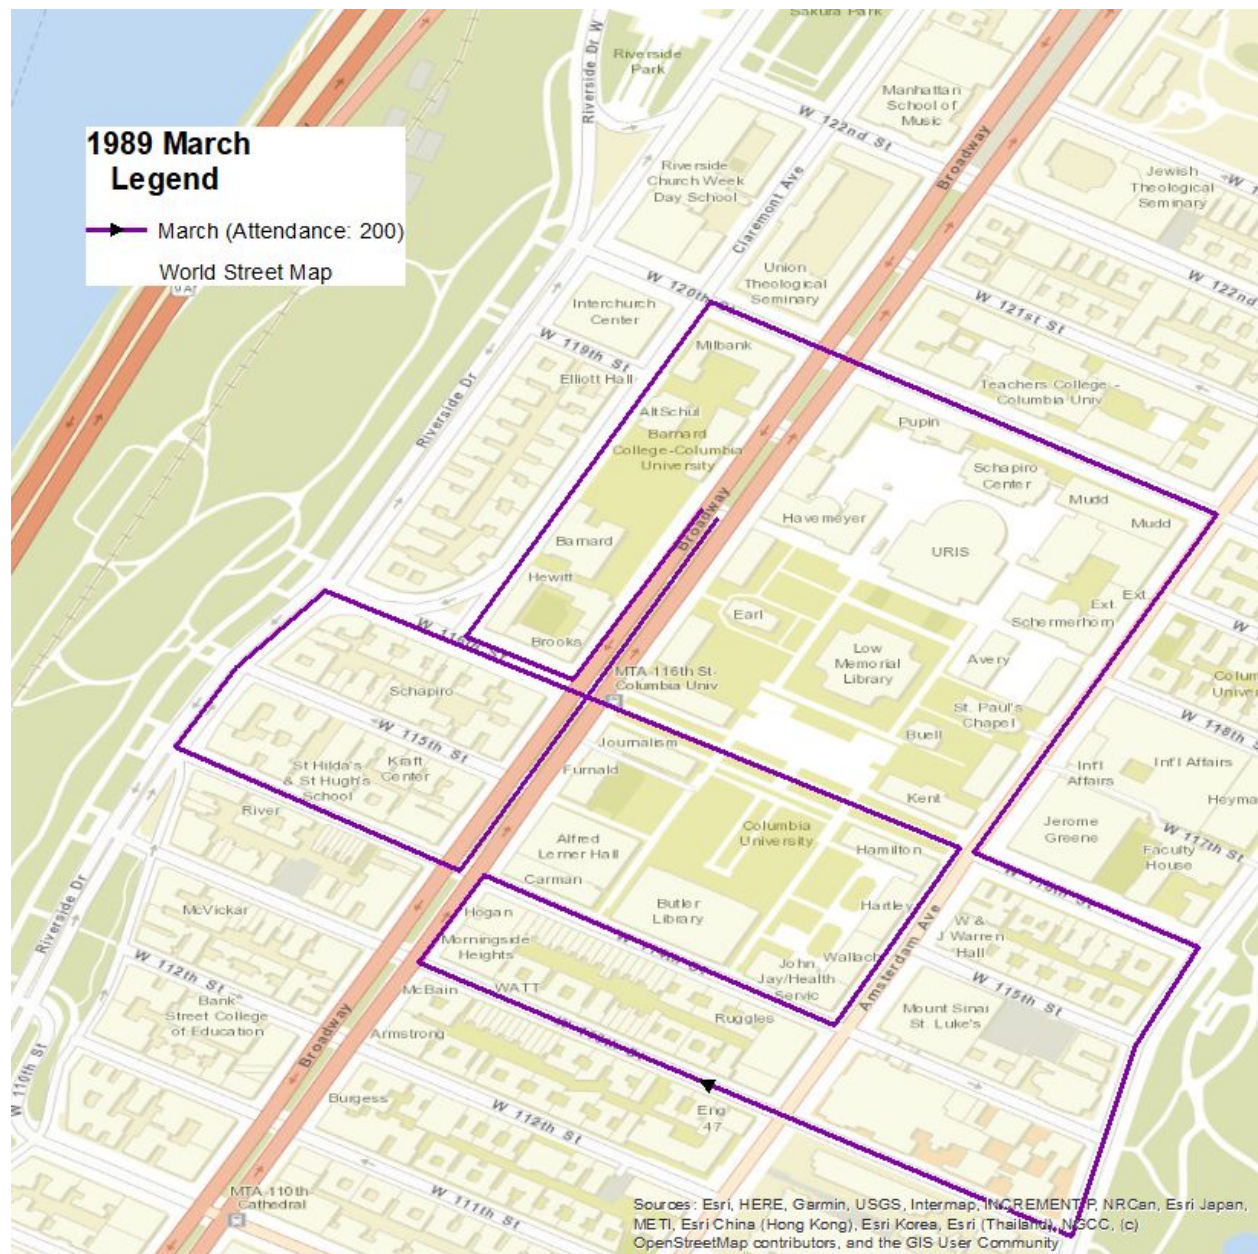 Sakura Park
Riverside Dr W
Riverside
Park
Manhattan
School of
Music
W 122nd St
Broadway
1989 March
Legend
March (Attendance: 200)
World Street Map
Riverside
Church Week
Day School
Claremont Ave
Jewish
Theological
Seminary
W 122nd
Union
Theological
Seminary
W 120th
Interchurch
Center
W 121st St
W 119th St
Milbank
Elliott Hall
Riverside Dr
Teachers College -
Columbia Univ
AltSchul
Barnard
College-Columbia
University
Pupin
Schapiro
Center
Mudd
Mudd
Broadway
Havemeyer
URIS
Barnard
Hewitt
Brooks
Earl
Ext.
Ext.
Schermerhorn
W 116th St
MTA-116th St-
Columbia Univ
Low
Memorial
Library
Avery
Schapiro
St. Paul's
Chapel
Buell
W 118th St
W 115th St
Journalism
Furnald
St Hilda's
& St Hugh's
School
Kraft
Center
River
Int'l
Affairs
Int'l Affairs
Kent
Heyma
Jerome
Greene
Faculty
House
W 117th St
Columbia
University
Hamilton
Alfred
Lerner Hall
Carman
Butler
Library
Hartley
W 116th St
McVickar
Hogan
Morningside
Heights
W 114th St
Wallach
John
Jay/Health
Servic
Amsterdam Ave
W &
J Warren
Hall
Riverside Dr
W 112th St
McBain
WATT
Bank
Street College
of Education
Armstrong
Ruggles
Mount Sinai
St. Luke's
W 115th St
W 113th St
Broadway
W 110th St
Burgess
W 112th St
Eng
47
MTA-110th
Cathedral
W 111th St
Sources: Esri, HERE, Garmin, USGS, Intermap, INCREMENT P, NRCan, Esri Japan,
METI, Esri China (Hong Kong), Esri Korea, Esri (Thailand), NGCC, (c)
OpenStreetMap contributors, and the GIS User Community